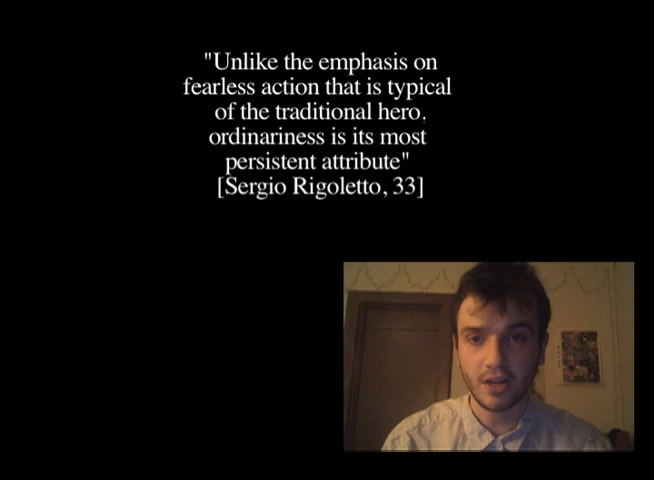 "Unlike the emphasis on
fearless action that is typical
of the traditional hero,
ordinariness is its most
persistent attribute"
[Sergio Rigoletto, 33]